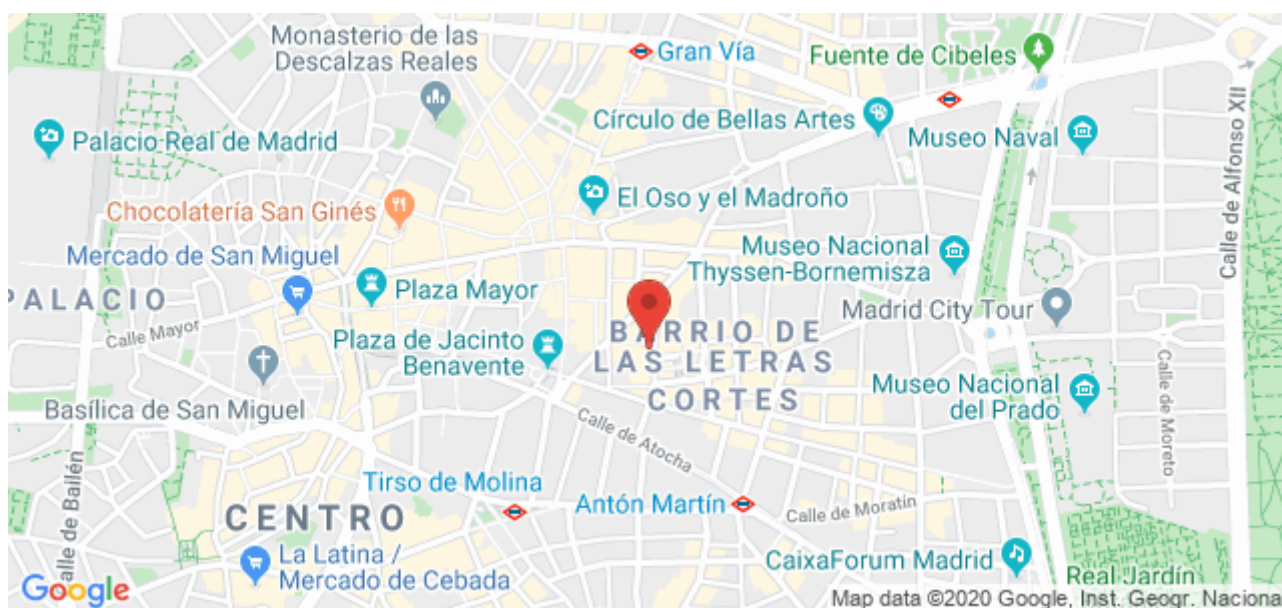 Monasterio de las
Descalzas Reales
Gran Vía
Fuente de Cibeles
Círculo de Bellas Artes
Museo Naval
Calle de Alfonso XII
Palacio Real de Madrid
El Oso y el Madroño
Chocolatería San Ginés
Mercado de San Miguel
Museo Nacional
Thyssen-Bornemisza
PALACIO
Plaza Mayor
Madrid City Tour
Calle Mayor
Plaza de Jacinto
Benavente
BARRIO DE
LAS LETRAS
CORTES
Museo Nacional
del Prado
Calle de Moreto
Basílica de San Miguel
Calle de Atocha
Tirso de Molina
Antón Martín
Calle de Moratín
alle de Bailén
CENTRO
La Latina /
Mercado de Cebada
CaixaForum Madrid
Real Jardín
Google
Map data ©2020 Google, Inst. Geogr. Naciona